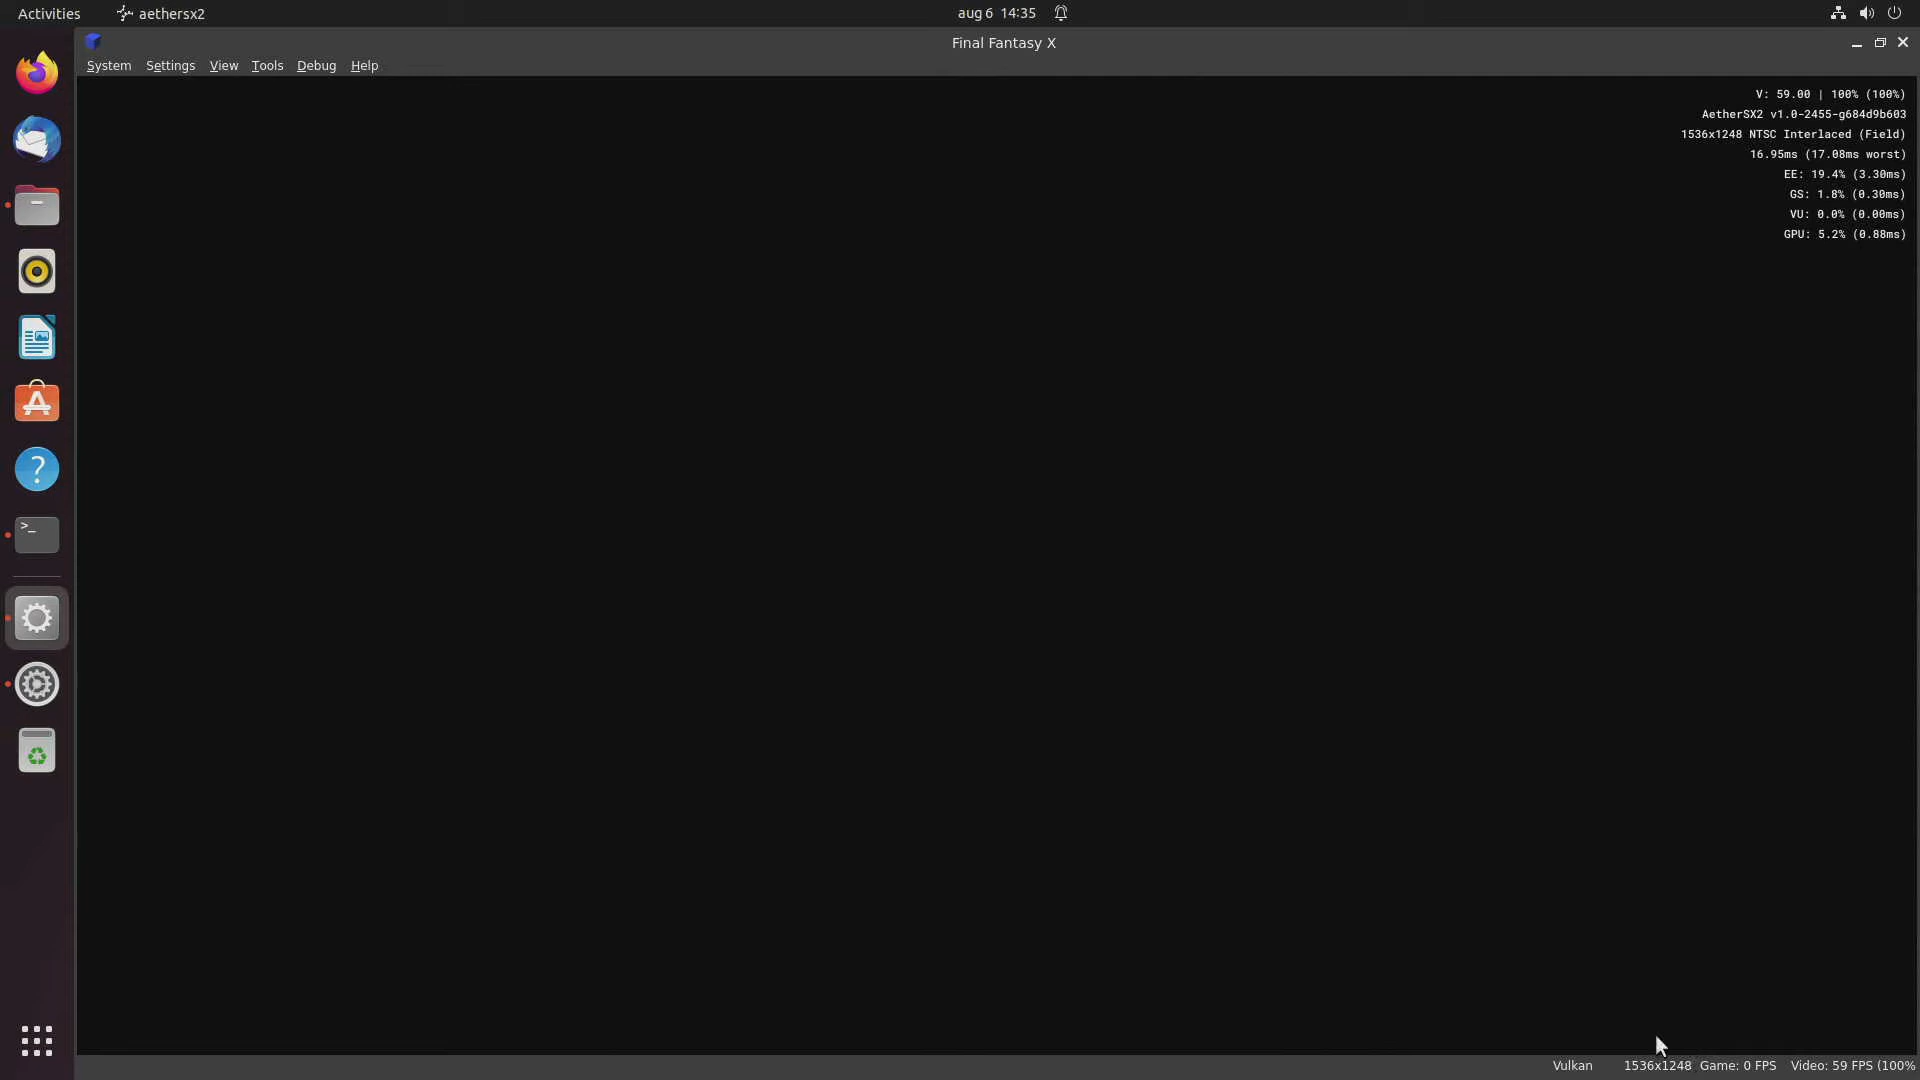 Activities aethersx2 aug 6 14:35
Final Fantasy X
System Settings View Tools Debug Help
V: 59.00 | 100% (100%)
AetherSX2 v1.0-2455-g684d9b603
1536x1248 NTSC Interlaced (Field)
16.95ms (17.08ms worst)
EE: 19.4% (3.30ms)
GS: 1.8% (0.30ms)
VU: 0.0% (0.00ms)
GPU: 5.2% (0.88ms)
Vulkan 1536x1248 Game: 0 FPS Video: 59 FPS (100%